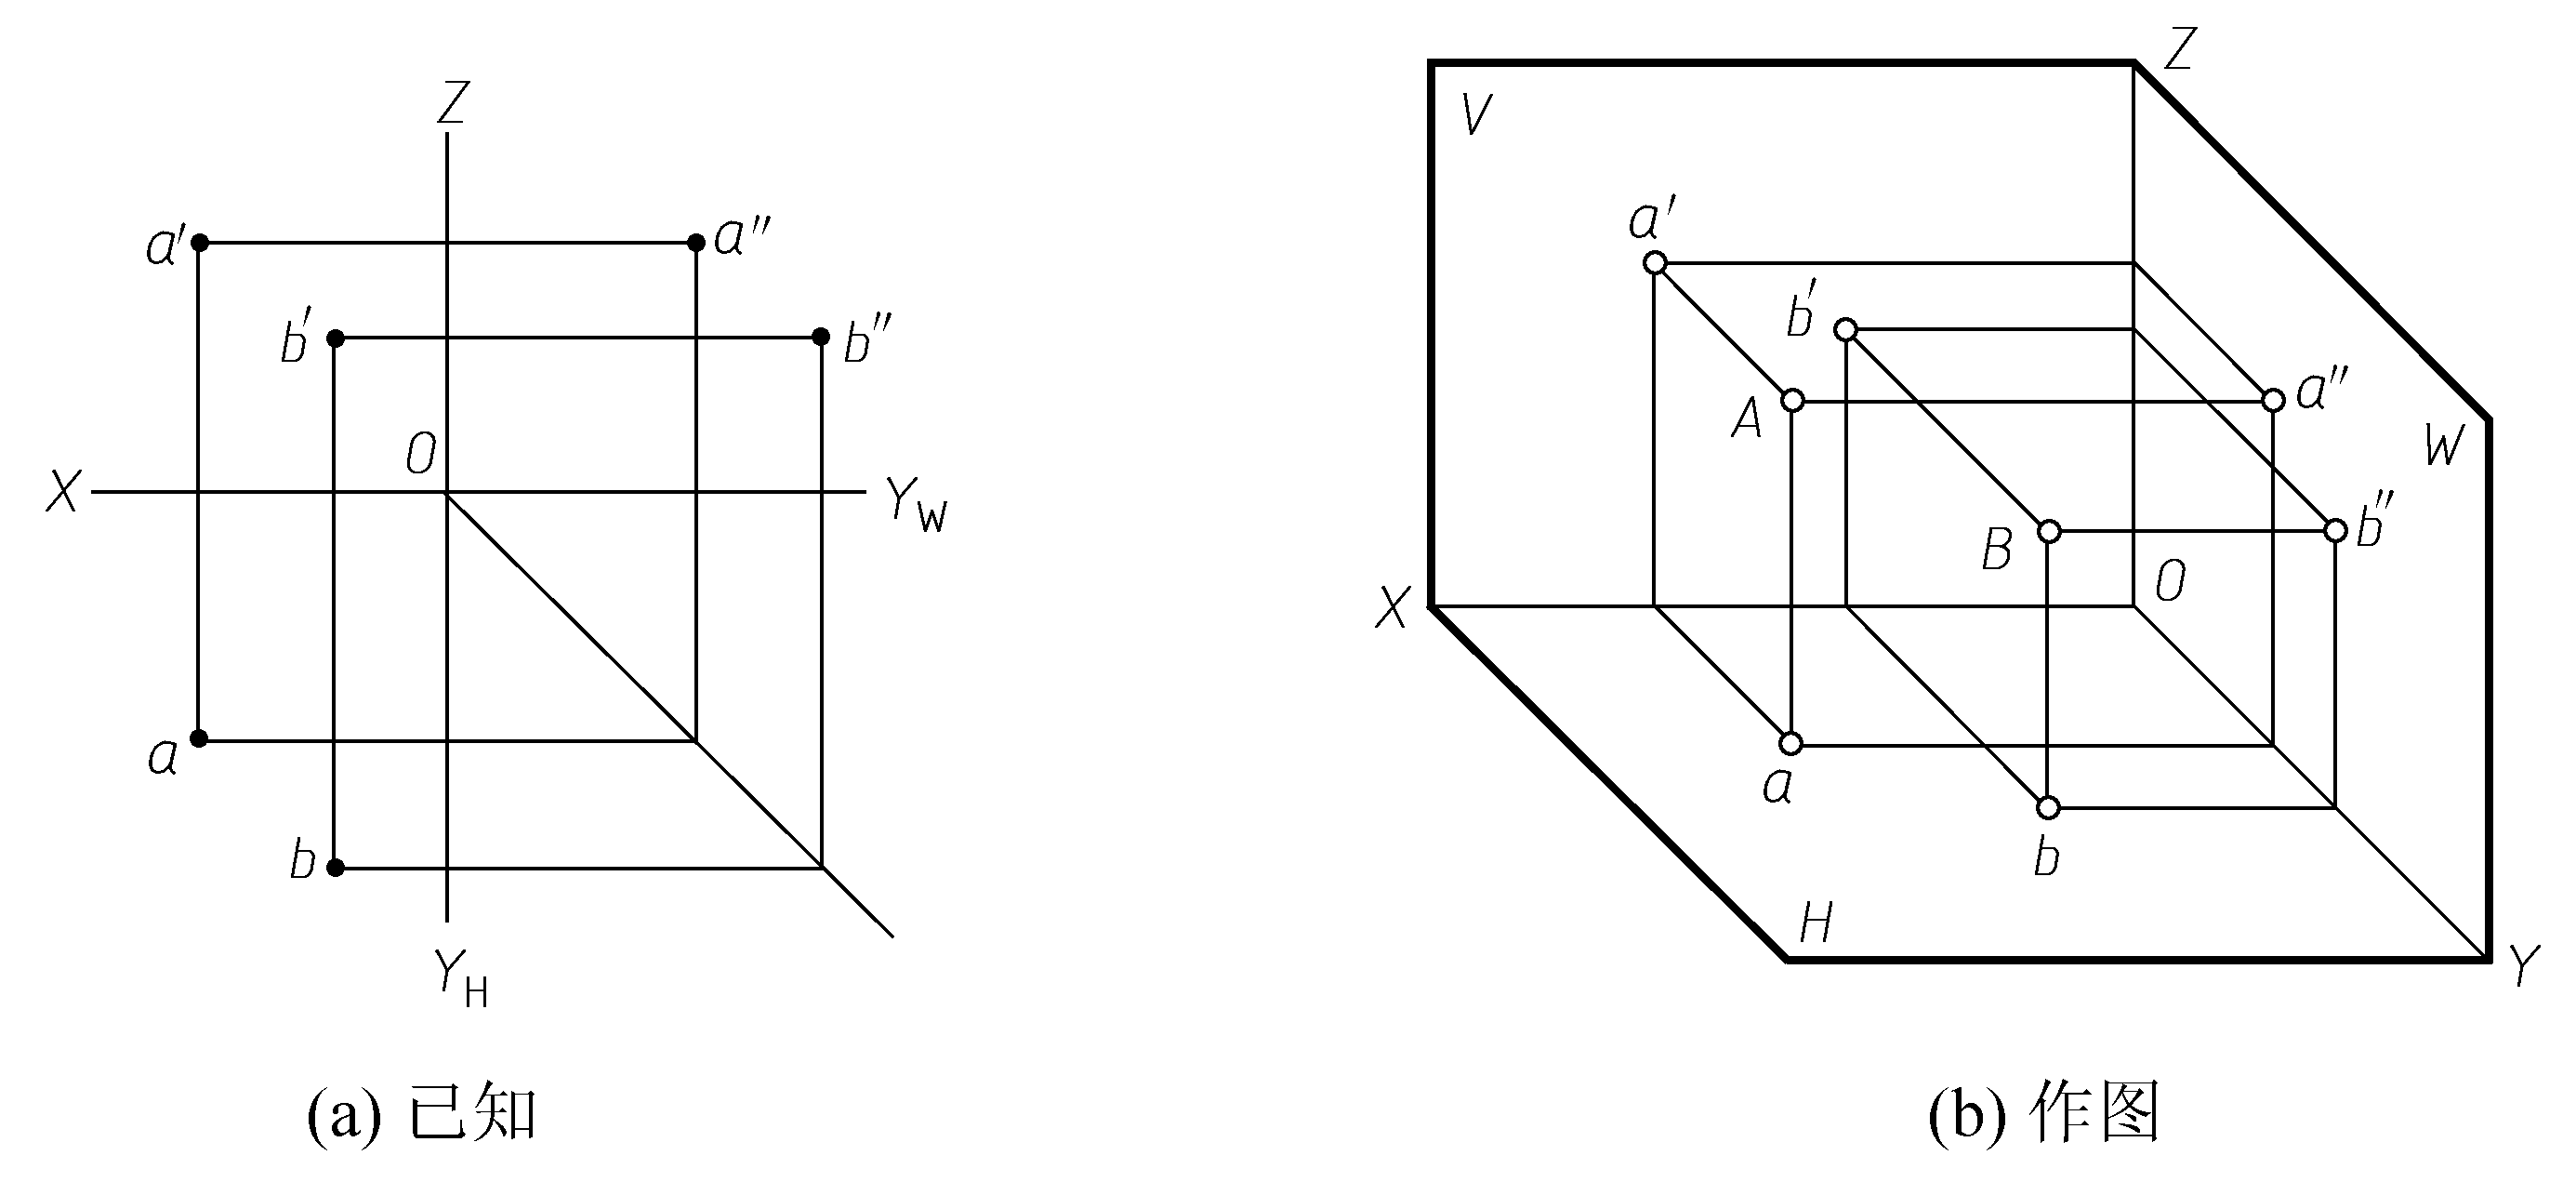 Z
a' a"
b' b"
O
X Y_W
a
b
Y_H
(a) 已知
Z
V
a'
b'
a"
A
W
b"
B
O
X
a
b
H
Y
(b) 作图